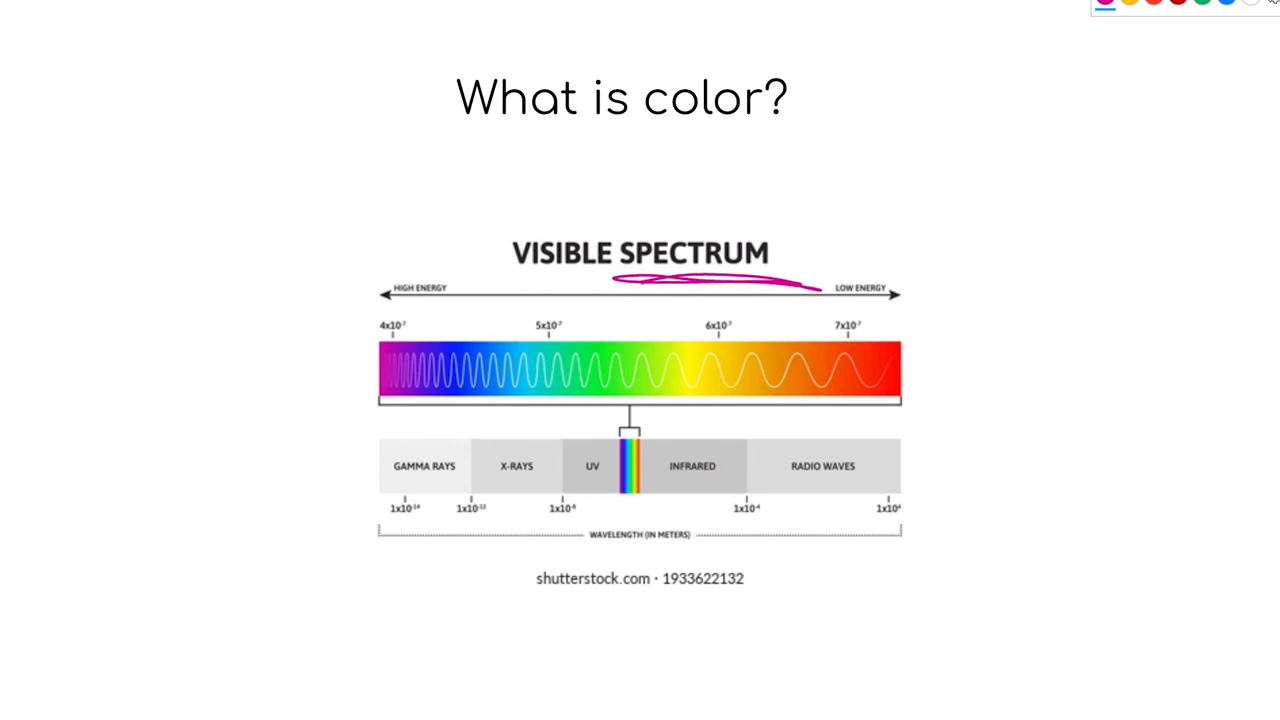 What is color?
VISIBLE SPECTRUM
HIGH ENERGY LOW ENERGY
4x10⁻⁷ 5x10⁻⁷ 6x10⁻⁷ 7x10⁻⁷
GAMMA RAYS X-RAYS UV INFRARED RADIO WAVES
1x10⁻¹⁴ 1x10⁻¹² 1x10⁻⁸ 1x10⁻⁴ 1x10⁴
WAVELENGTH (IN METERS)
shutterstock.com · 1933622132